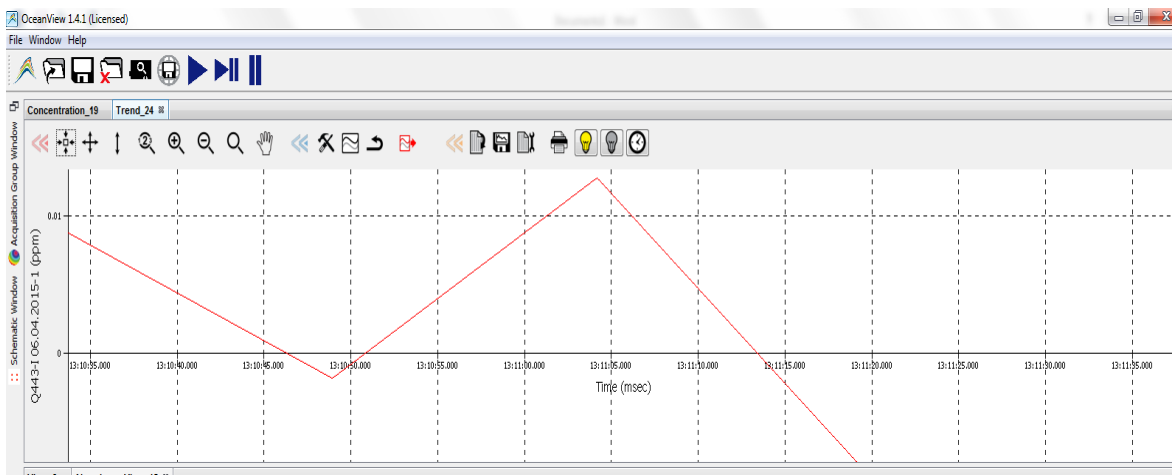 OceanView 1.4.1 (Licensed)
File Window Help
Concentration_19 Trend_24
Acquisition Group Window
Schematic Window
Q443-I 06.04.2015-1 (ppm)
0.01
0
13:10:35.000 13:10:40.000 13:10:45.000 13:10:50.000 13:10:55.000 13:11:00.000 13:11:05.000 13:11:10.000 13:11:15.000 13:11:20.000 13:11:25.000 13:11:30.000 13:11:35.000
Time (msec)